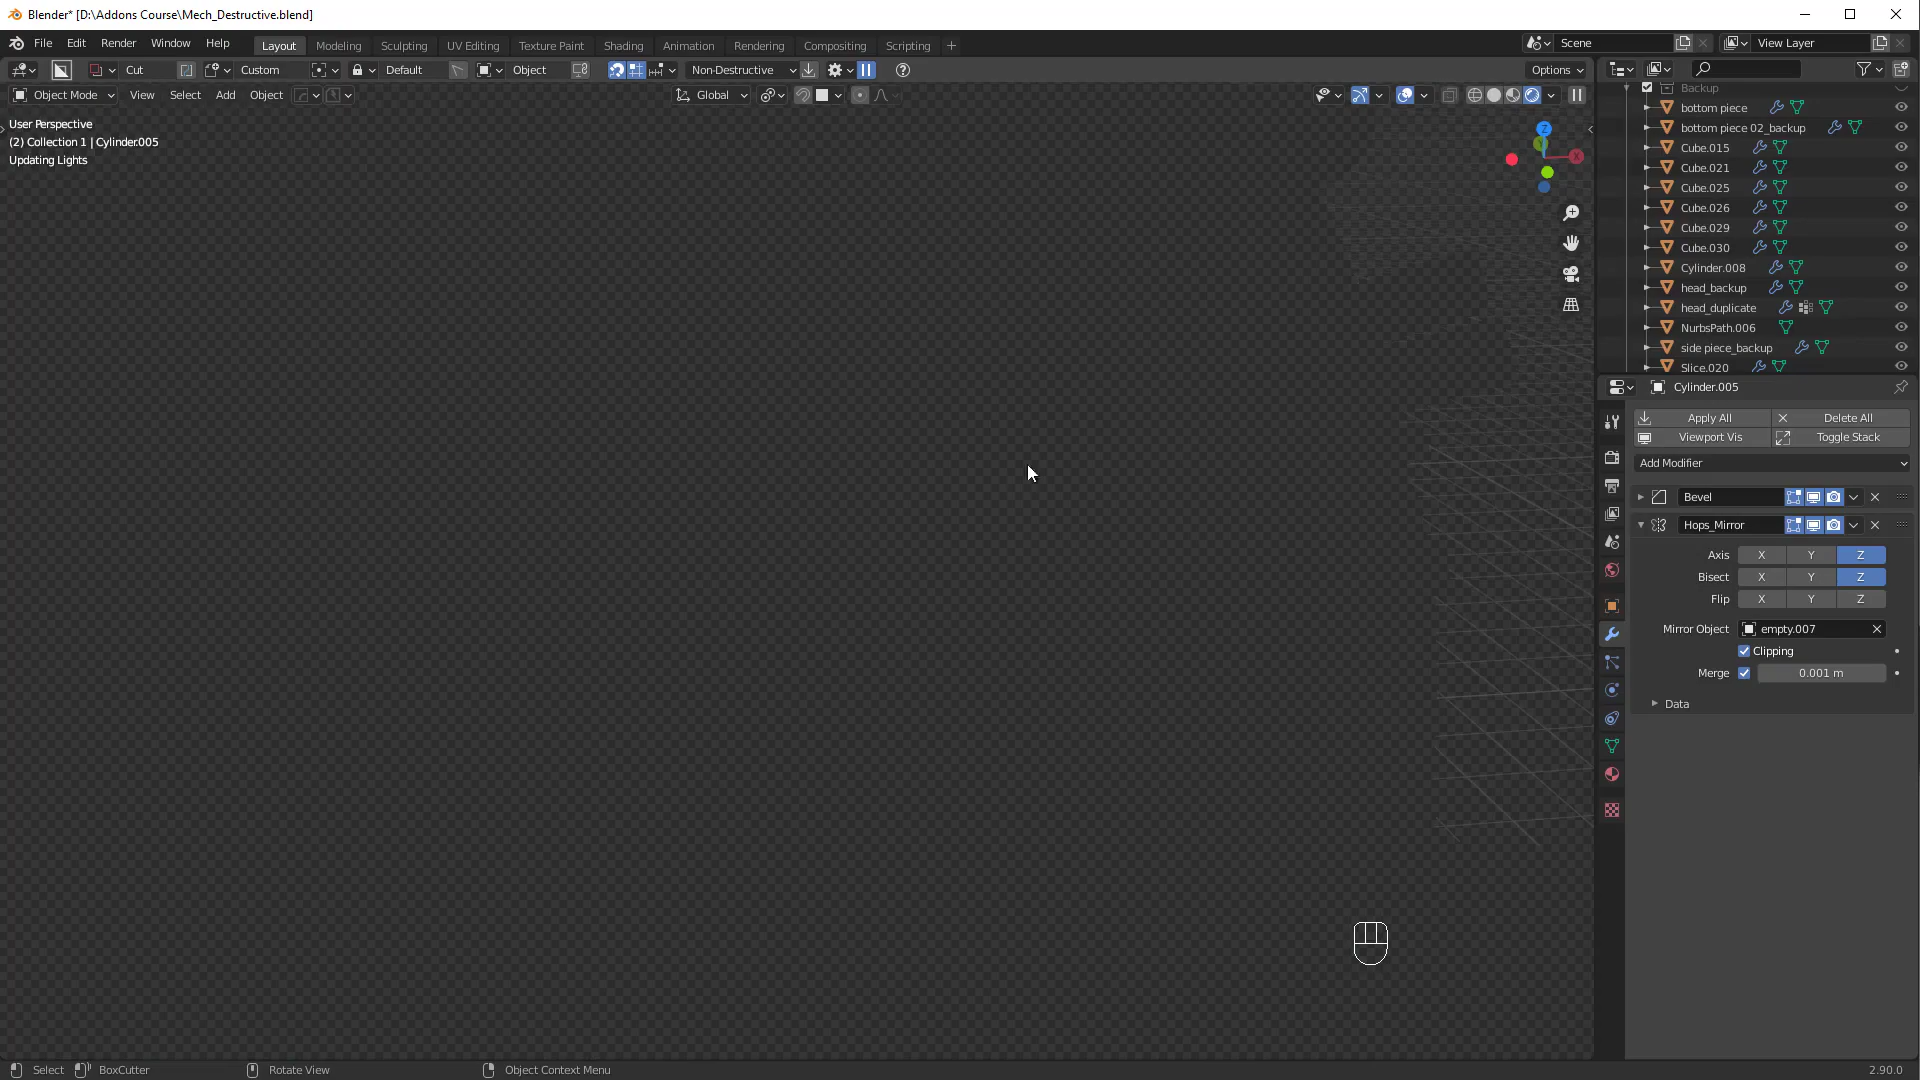 Blender* [D:\Addons Course\Mech_Destructive.blend]
File Edit Render Window Help Layout Modeling Sculpting UV Editing Texture Paint Shading Animation Rendering Compositing Scripting + Scene View Layer
Cut Custom Default Object Non-Destructive Options
Object Mode View Select Add Object Global
User Perspective
(2) Collection 1 | Cylinder.005
Updating Lights
Z
X
Backup
bottom piece
bottom piece 02_backup
Cube.015
Cube.021
Cube.025
Cube.026
Cube.029
Cube.030
Cylinder.008
head_backup
head_duplicate
NurbsPath.006
side piece_backup
Slice.020
Cylinder.005
Apply All Delete All
Viewport Vis Toggle Stack
Add Modifier
Bevel
Hops_Mirror
Axis X Y Z
Bisect X Y Z
Flip X Y Z
Mirror Object empty.007
Clipping
Merge 0.001 m
Data
Select BoxCutter Rotate View Object Context Menu 2.90.0